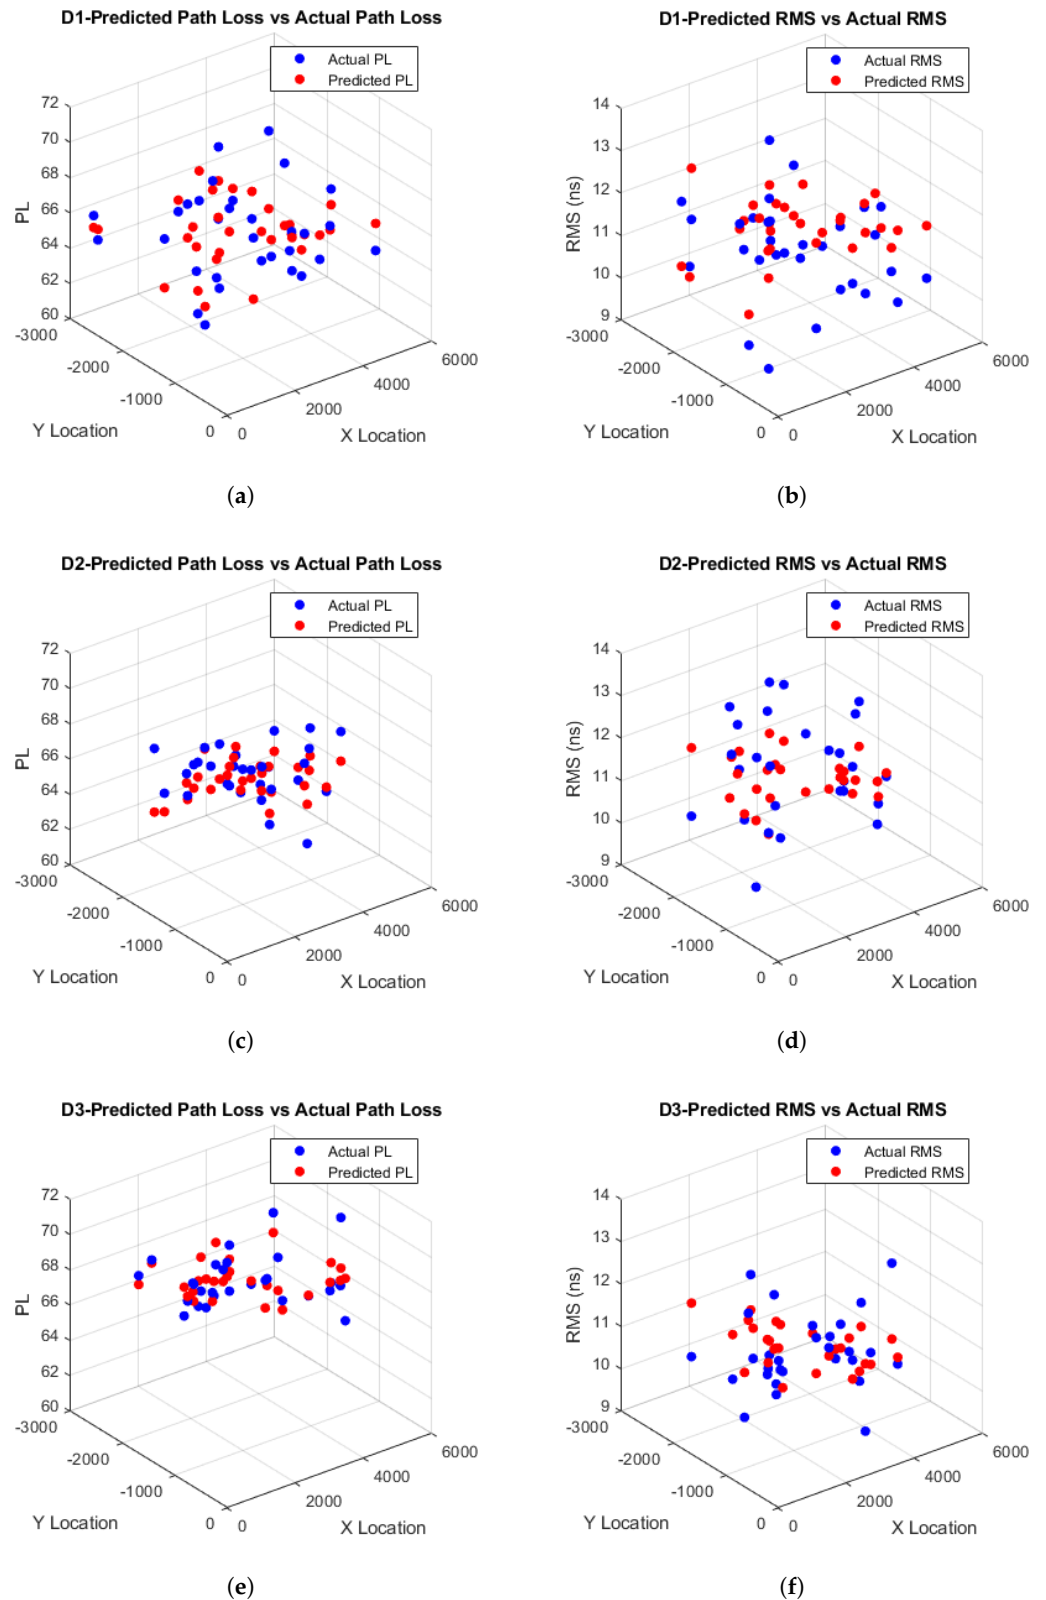 D1-Predicted Path Loss vs Actual Path Loss
Actual PL
Predicted PL
72
70
68
66
64
62
60
PL
-3000
-2000
-1000
0
Y Location
0
2000
4000
6000
X Location
(a)
D1-Predicted RMS vs Actual RMS
Actual RMS
Predicted RMS
14
13
12
11
10
9
RMS (ns)
-3000
-2000
-1000
0
Y Location
0
2000
4000
6000
X Location
(b)
D2-Predicted Path Loss vs Actual Path Loss
Actual PL
Predicted PL
72
70
68
66
64
62
60
PL
-3000
-2000
-1000
0
Y Location
0
2000
4000
6000
X Location
(c)
D2-Predicted RMS vs Actual RMS
Actual RMS
Predicted RMS
14
13
12
11
10
9
RMS (ns)
-3000
-2000
-1000
0
Y Location
0
2000
4000
6000
X Location
(d)
D3-Predicted Path Loss vs Actual Path Loss
Actual PL
Predicted PL
72
70
68
66
64
62
60
PL
-3000
-2000
-1000
0
Y Location
0
2000
4000
6000
X Location
(e)
D3-Predicted RMS vs Actual RMS
Actual RMS
Predicted RMS
14
13
12
11
10
9
RMS (ns)
-3000
-2000
-1000
0
Y Location
0
2000
4000
6000
X Location
(f)